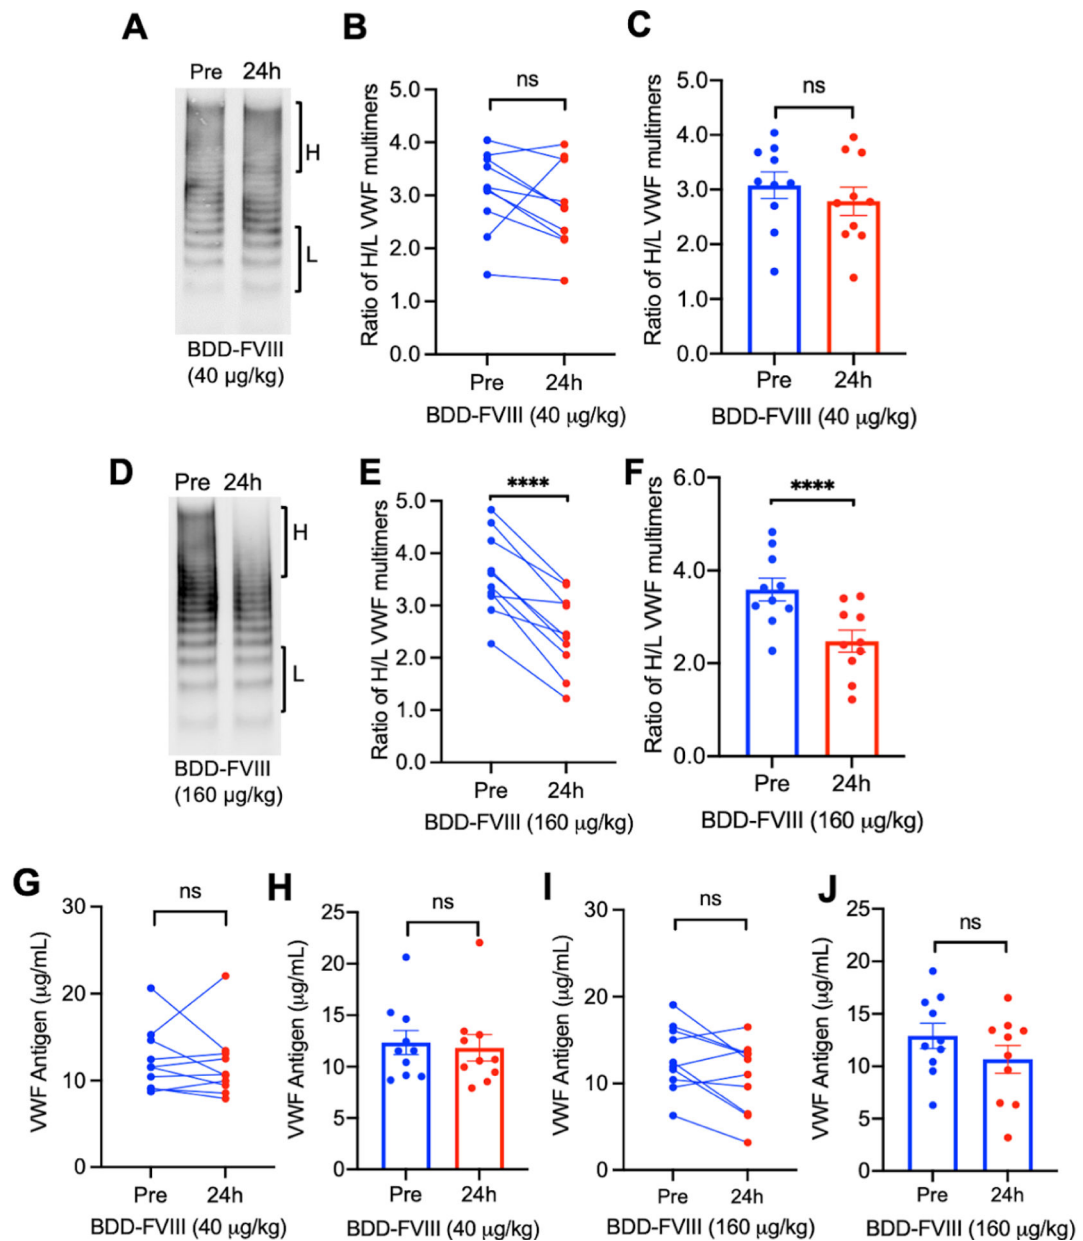 A
Pre 24h
H
L
BDD-FVIII
(40 µg/kg)
B
ns
Ratio of H/L VWF multimers
5.0
4.0
3.0
2.0
1.0
0.0
Pre 24h
BDD-FVIII (40 µg/kg)
C
ns
Ratio of H/L VWF multimers
5.0
4.0
3.0
2.0
1.0
0.0
Pre 24h
BDD-FVIII (40 µg/kg)
D
Pre 24h
H
L
BDD-FVIII
(160 µg/kg)
E
****
Ratio of H/L VWF multimers
5.0
4.0
3.0
2.0
1.0
0.0
Pre 24h
BDD-FVIII (160 µg/kg)
F
****
Ratio of H/L VWF multimers
6.0
4.0
2.0
0.0
Pre 24h
BDD-FVIII (160 µg/kg)
G
ns
VWF Antigen (µg/mL)
30
20
10
0
Pre 24h
BDD-FVIII (40 µg/kg)
H
ns
VWF Antigen (µg/mL)
25
20
15
10
5
0
Pre 24h
BDD-FVIII (40 µg/kg)
I
ns
VWF Antigen (µg/mL)
30
20
10
0
Pre 24h
BDD-FVIII (160 µg/kg)
J
ns
VWF Antigen (µg/mL)
25
20
15
10
5
0
Pre 24h
BDD-FVIII (160 µg/kg)